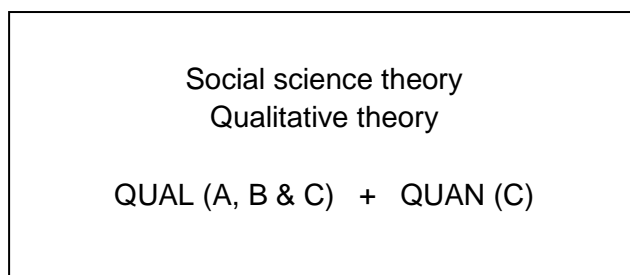 Social science theory
Qualitative theory
QUAL (A, B & C) + QUAN (C)